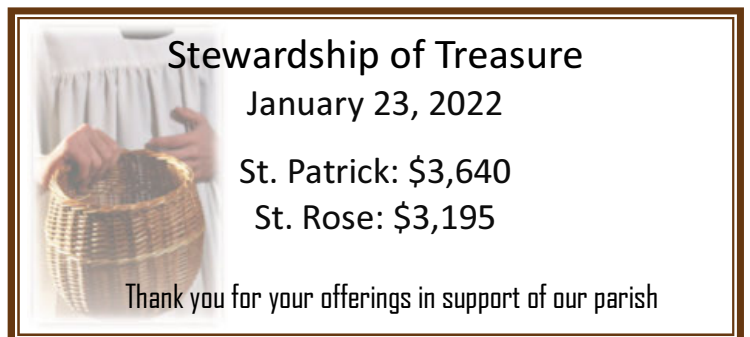 Stewardship of Treasure
January 23, 2022
St. Patrick: $3,640
St. Rose: $3,195
Thank you for your offerings in support of our parish